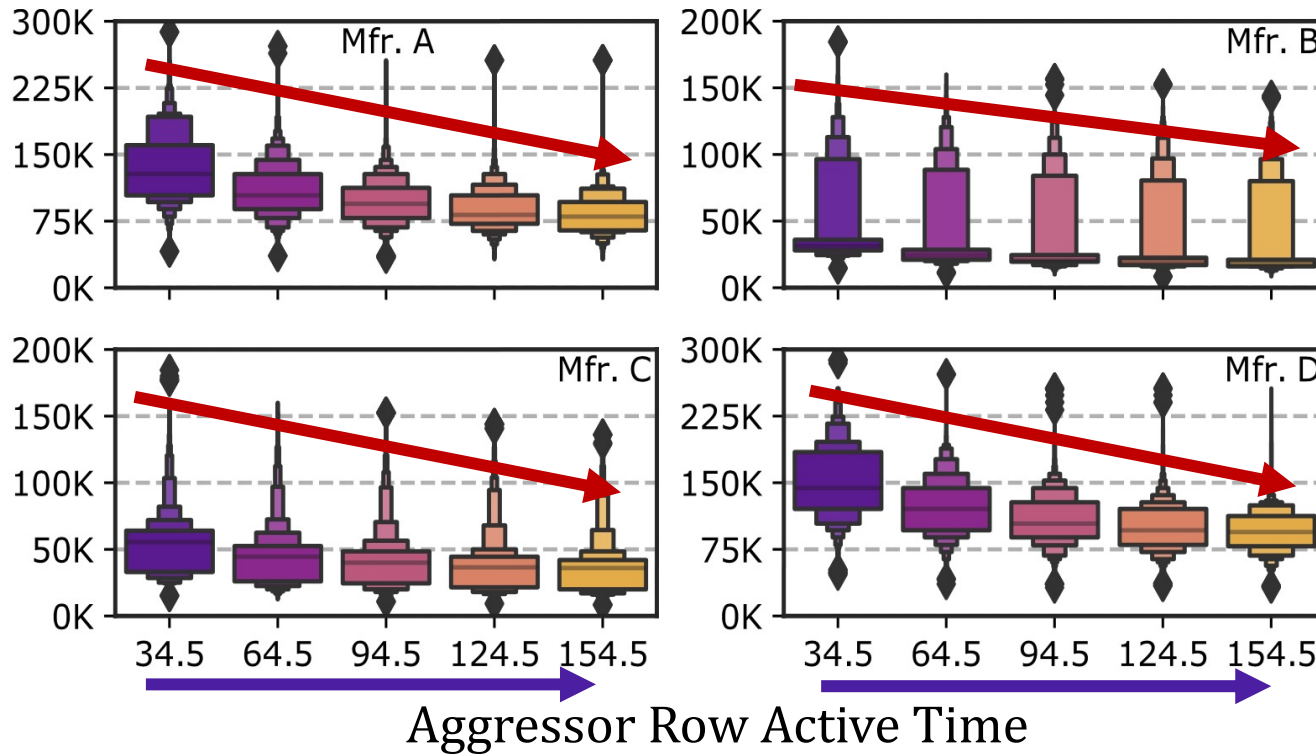 300K
225K
150K
75K
0K
Mfr. A
200K
150K
100K
50K
0K
Mfr. B
200K
150K
100K
50K
0K
Mfr. C
34.5 64.5 94.5 124.5 154.5
300K
225K
150K
75K
0K
Mfr. D
34.5 64.5 94.5 124.5 154.5
Aggressor Row Active Time